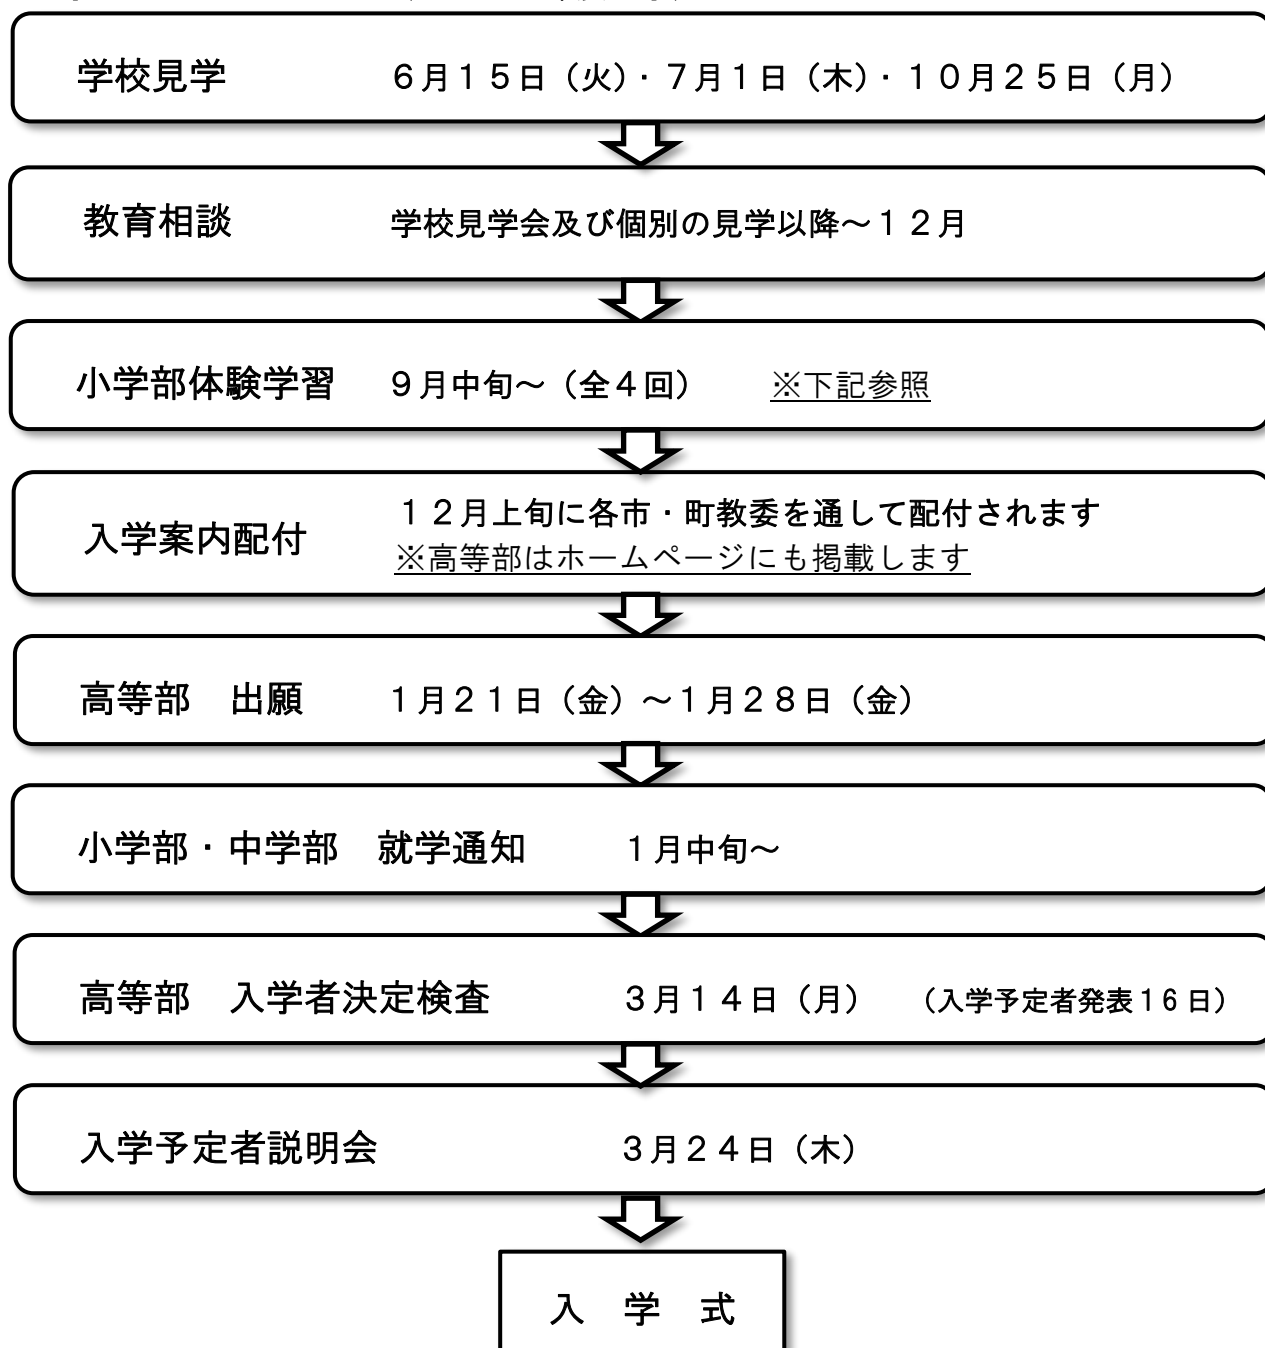 学校見学　６月１５日（火）・７月１日（木）・１０月２５日（月）
教育相談　学校見学会及び個別の見学以降～１２月
小学部体験学習　９月中旬～（全４回）　※下記参照
入学案内配付　１２月上旬に各市・町教委を通して配付されます
※高等部はホームページにも掲載します
高等部　出願　１月２１日（金）～１月２８日（金）
小学部・中学部　就学通知　１月中旬～
高等部　入学者決定検査　３月１４日（月）　（入学予定者発表１６日）
入学予定者説明会　３月２４日（木）
入　学　式